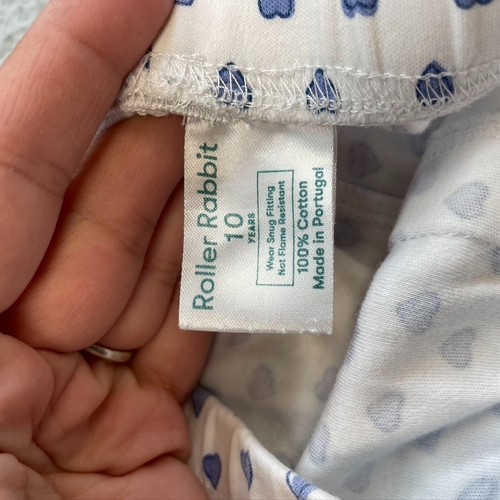 Roller Rabbit
10
YEARS
Wear Snug Fitting
Not Flame Resistant
100% Cotton
Made in Portugal